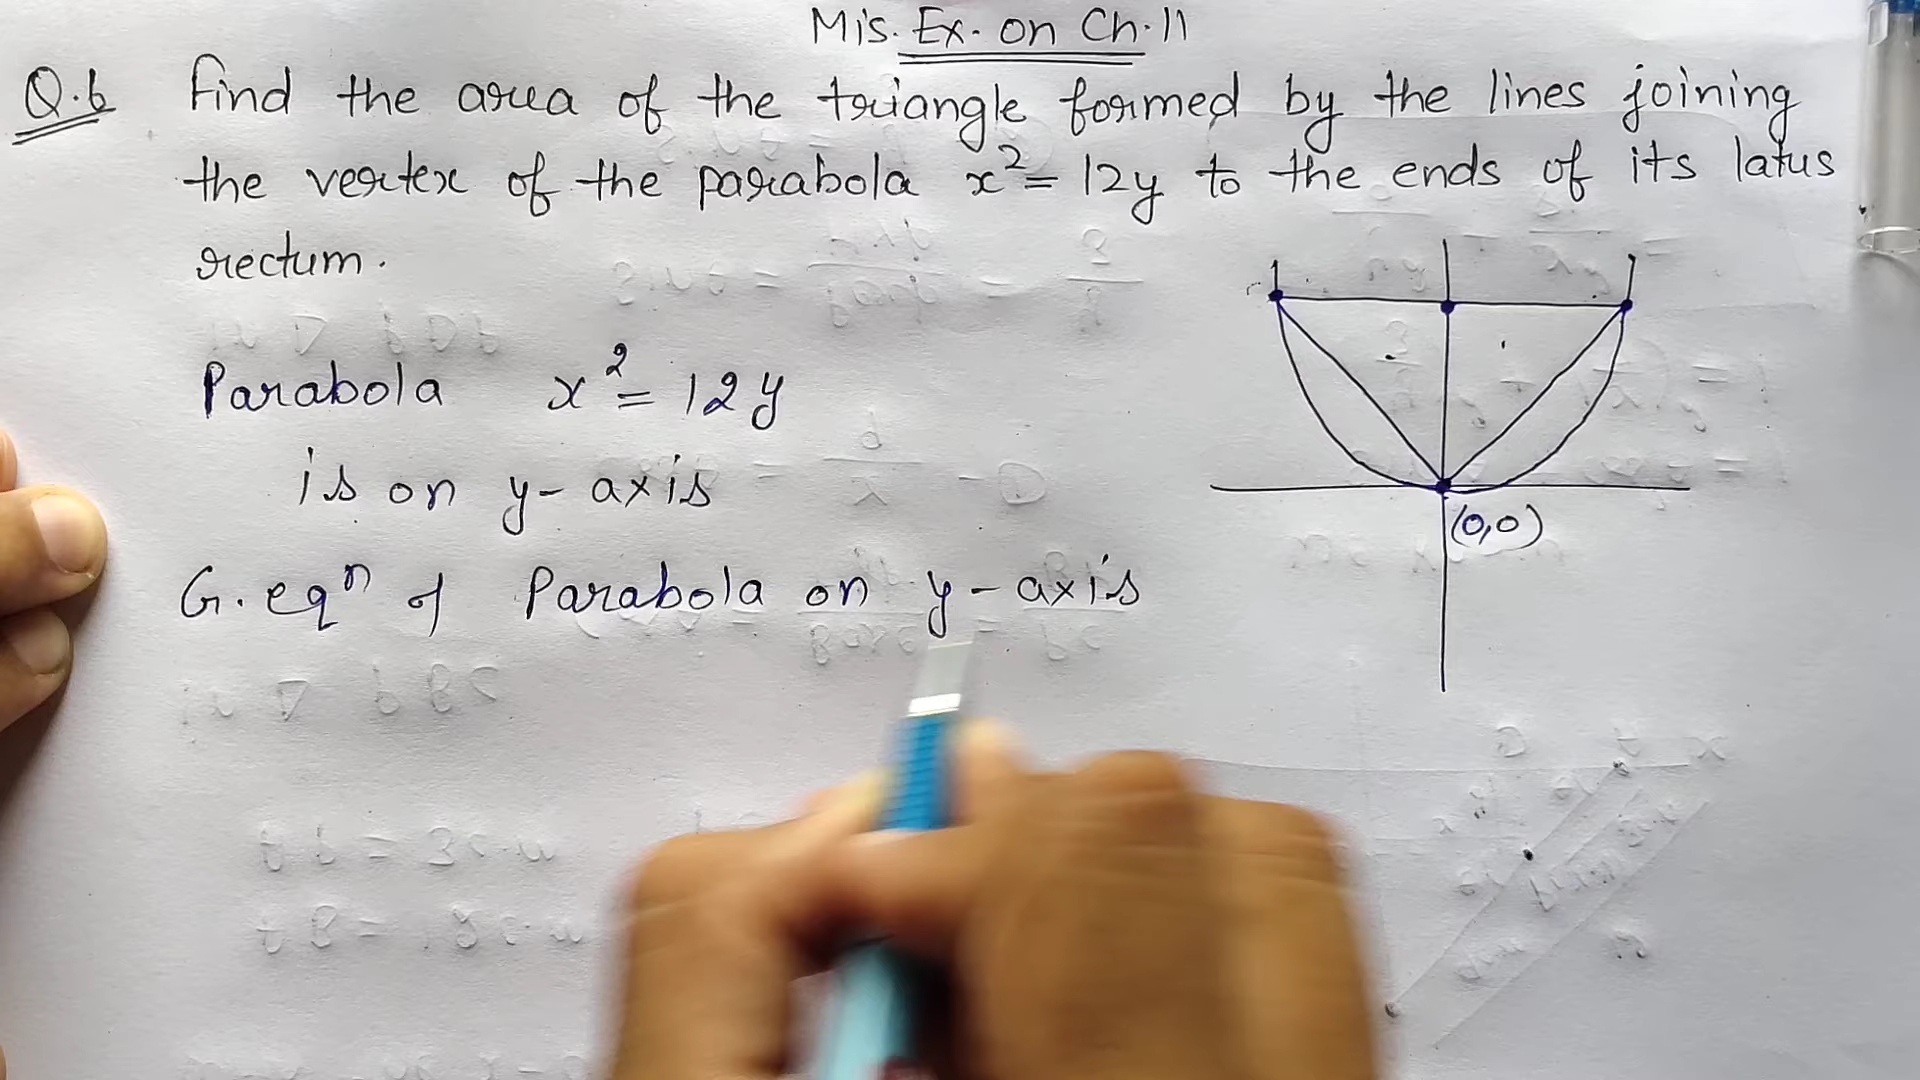 Mis. Ex. on Ch. 11
Q.6 Find the area of the triangle formed by the lines joining
the vertex of the parabola x² = 12y to the ends of its latus
rectum.
Parabola x² = 12y
is on y-axis
G. eqⁿ of Parabola on y-axis
(0,0)